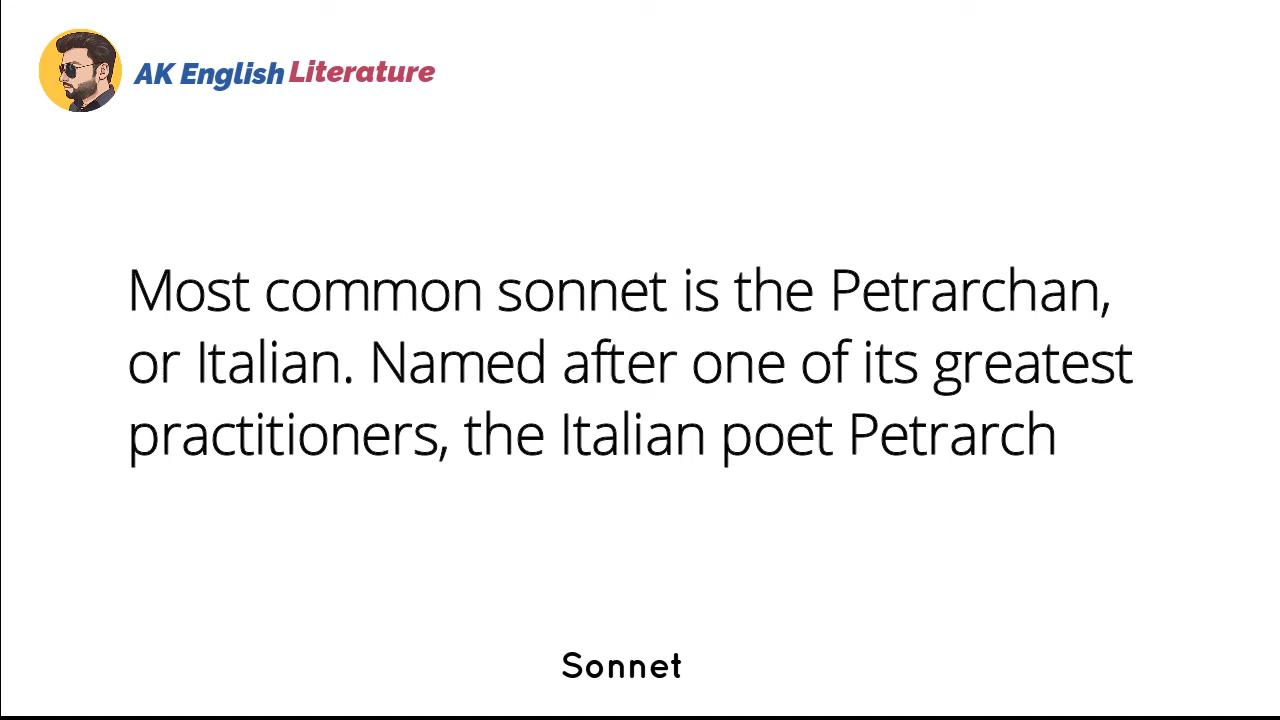 AK English Literature
Most common sonnet is the Petrarchan,
or Italian. Named after one of its greatest
practitioners, the Italian poet Petrarch
Sonnet